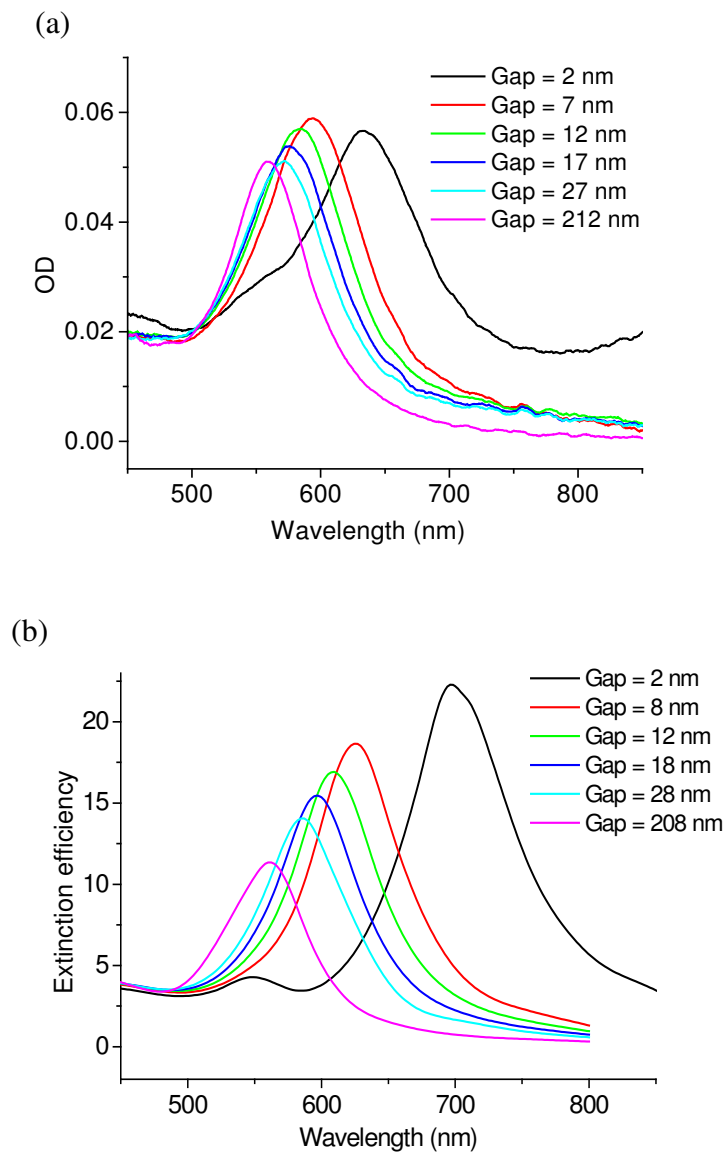 (a)
Gap = 2 nm
Gap = 7 nm
Gap = 12 nm
Gap = 17 nm
Gap = 27 nm
Gap = 212 nm
0.06
0.04
0.02
0.00
OD
500 600 700 800
Wavelength (nm)
(b)
Gap = 2 nm
Gap = 8 nm
Gap = 12 nm
Gap = 18 nm
Gap = 28 nm
Gap = 208 nm
20
15
10
5
0
Extinction efficiency
500 600 700 800
Wavelength (nm)